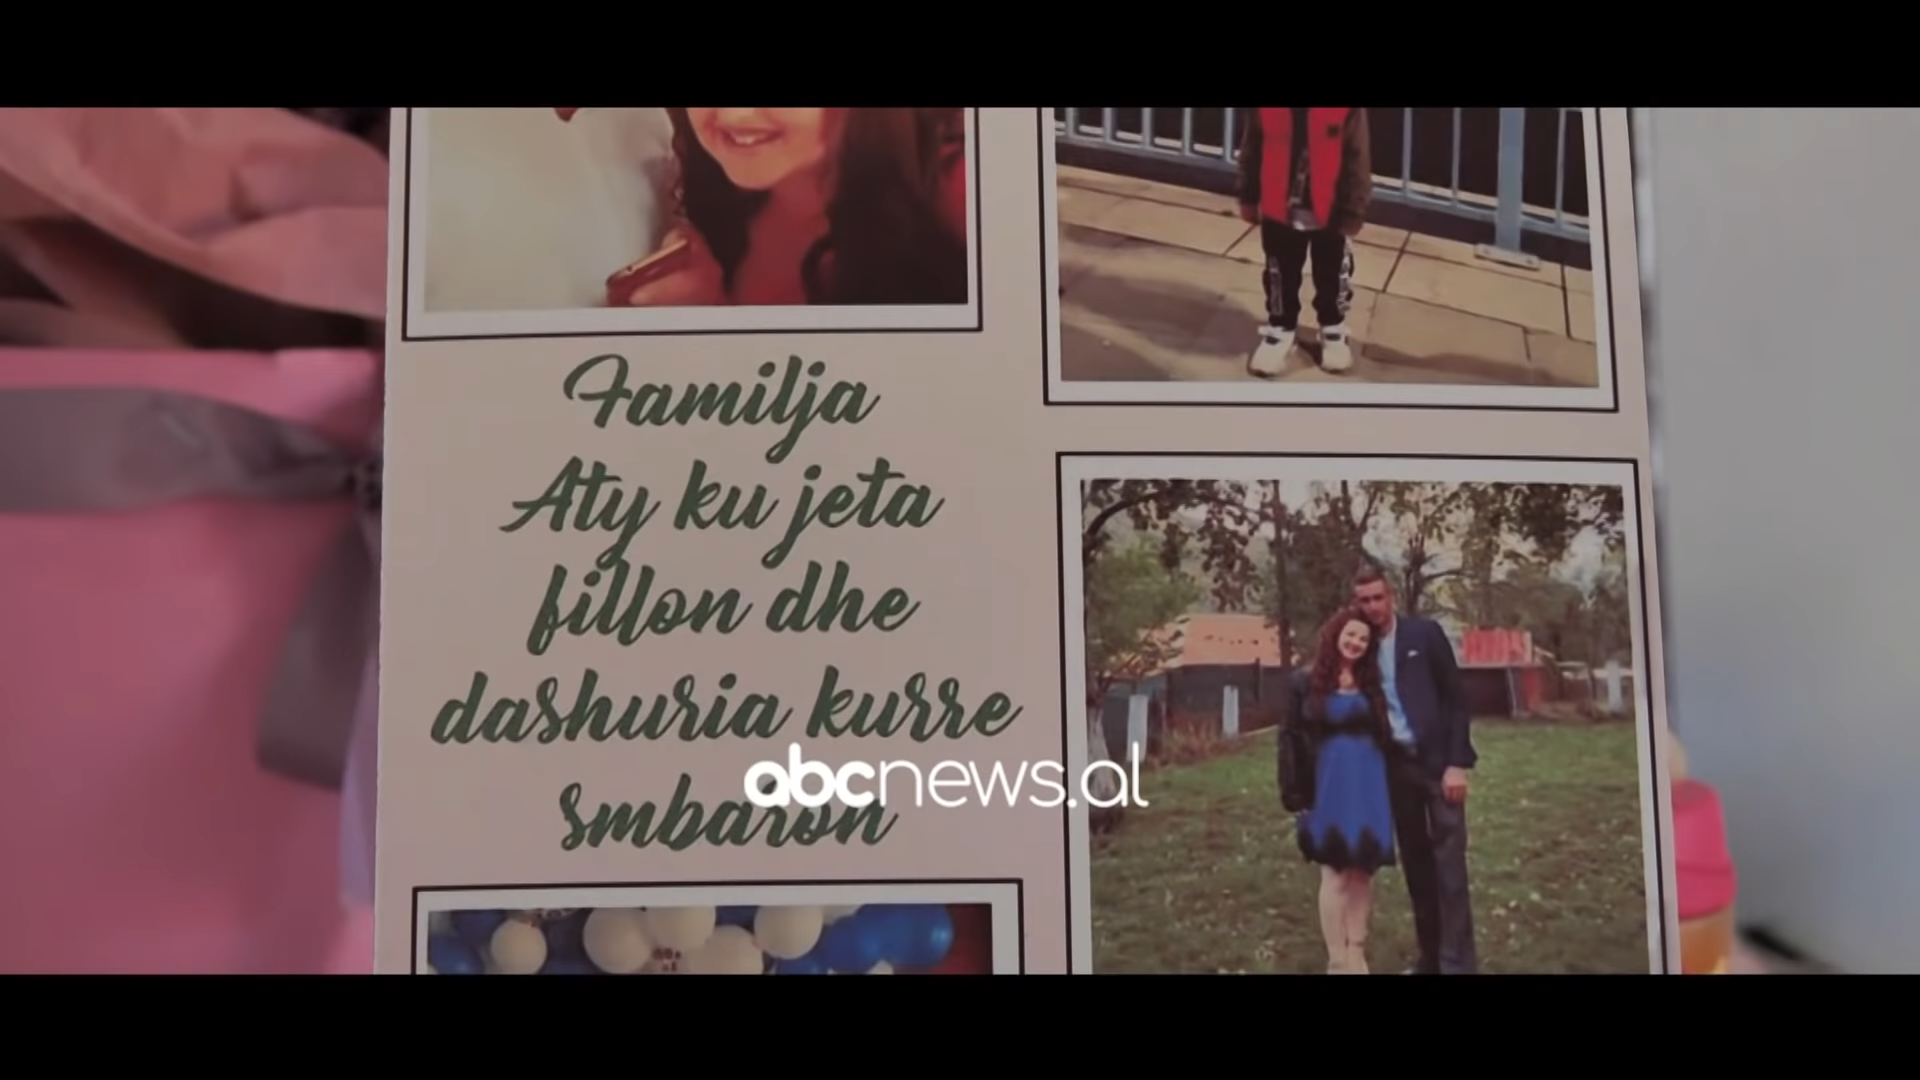 Familja
Aty ku jeta
fillon dhe
dashuria kurre
smbaron
abcnews.al